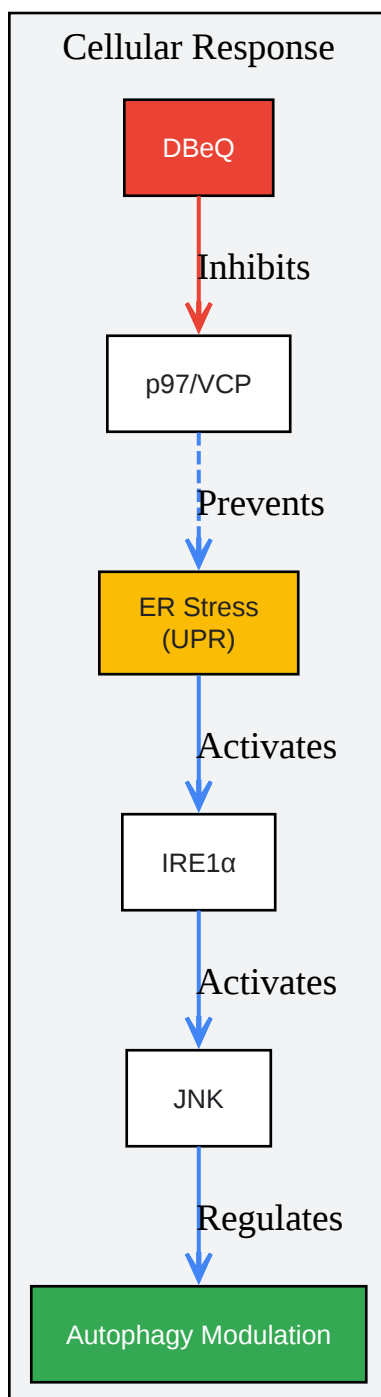 Cellular Response
DBeQ
Inhibits
p97/VCP
Prevents
ER Stress
(UPR)
Activates
IRE1α
Activates
JNK
Regulates
Autophagy Modulation